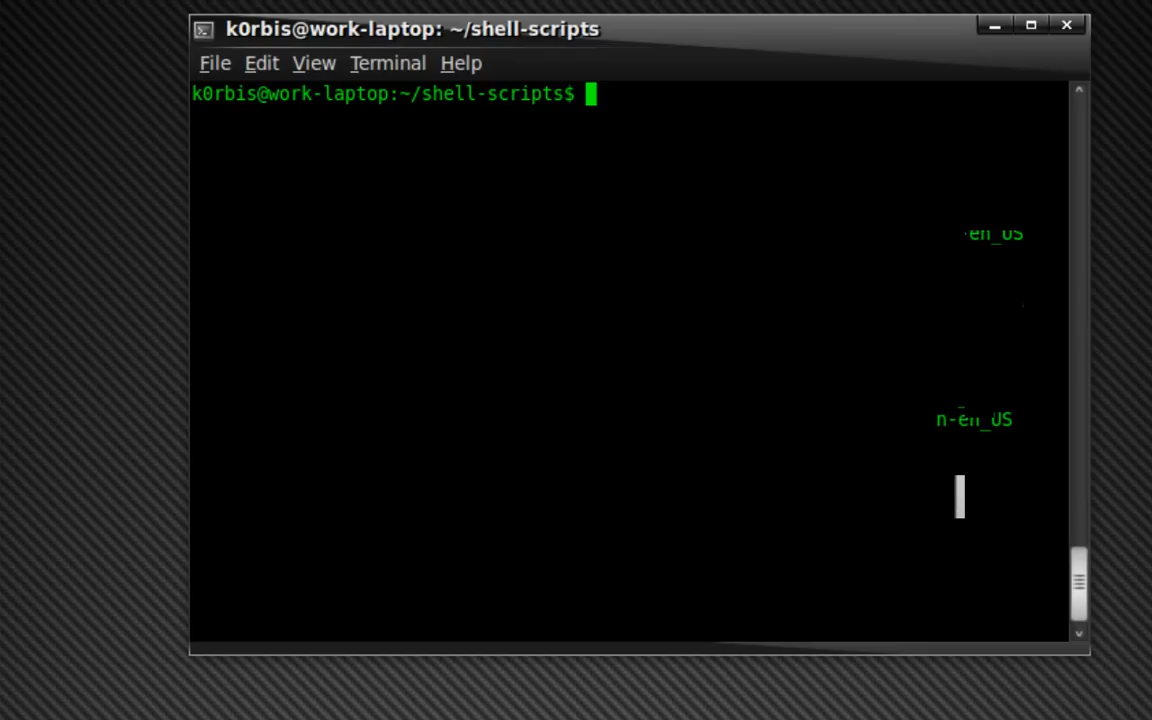 k0rbis@work-laptop: ~/shell-scripts
File Edit View Terminal Help
k0rbis@work-laptop:~/shell-scripts$
-en_US
n-en_US